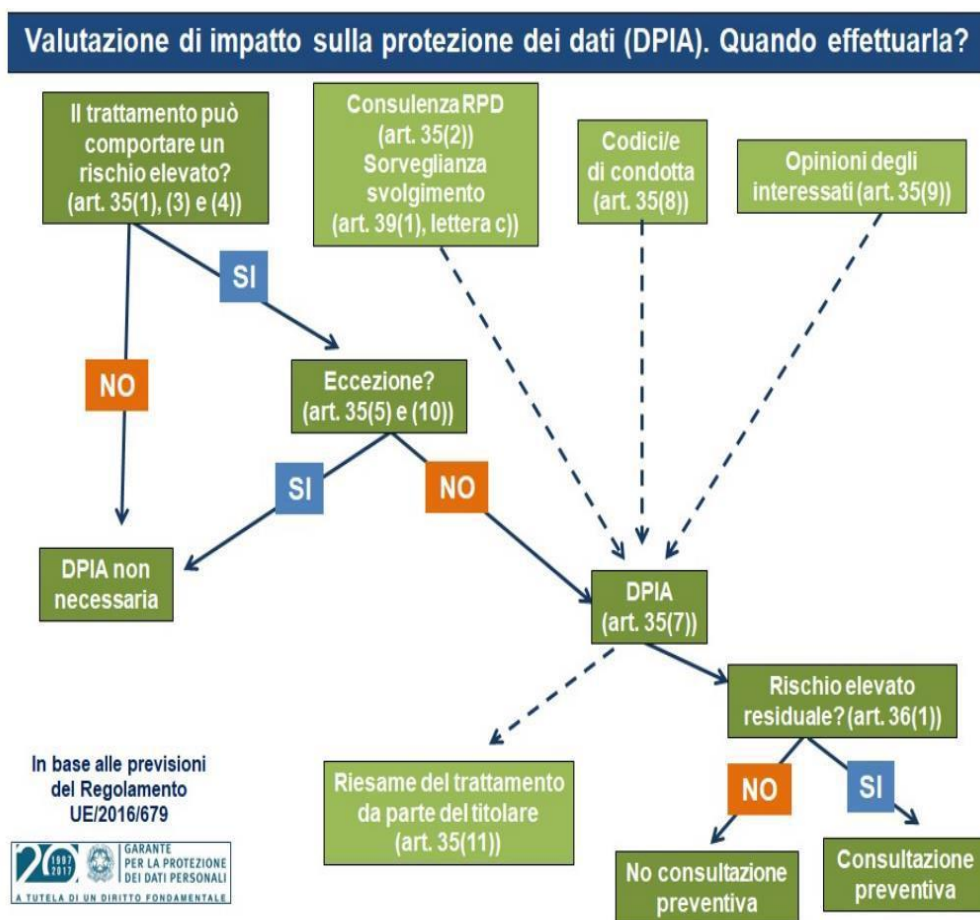 Valutazione di impatto sulla protezione dei dati (DPIA). Quando effettuarla?
Il trattamento può
comportare un
rischio elevato?
(art. 35(1), (3) e (4))
Consulenza RPD
(art. 35(2))
Sorveglianza
svolgimento
(art. 39(1), lettera c))
Codici/e
di condotta
(art. 35(8))
Opinioni degli
interessati (art. 35(9))
SI
NO
Eccezione?
(art. 35(5) e (10))
SI
NO
DPIA non
necessaria
DPIA
(art. 35(7))
Rischio elevato
residuale? (art. 36(1))
In base alle previsioni
del Regolamento
UE/2016/679
Riesame del trattamento
da parte del titolare
(art. 35(11))
NO
SI
No consultazione
preventiva
Consultazione
preventiva
20 1997
2017
GARANTE
PER LA PROTEZIONE
DEI DATI PERSONALI
A TUTELA DI UN DIRITTO FONDAMENTALE